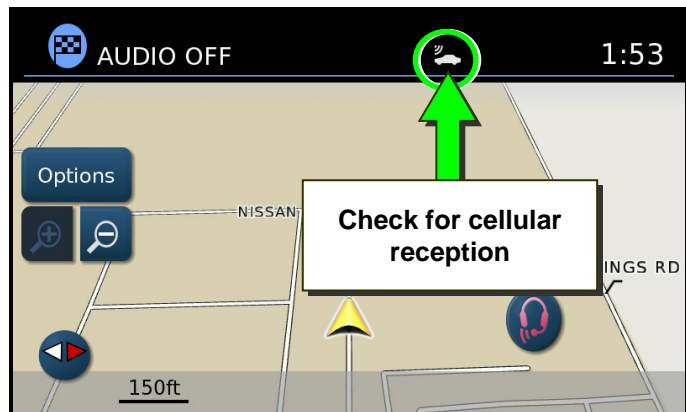 AUDIO OFF
1:53
Options
NISSAN
Check for cellular
reception
INGS RD
150ft